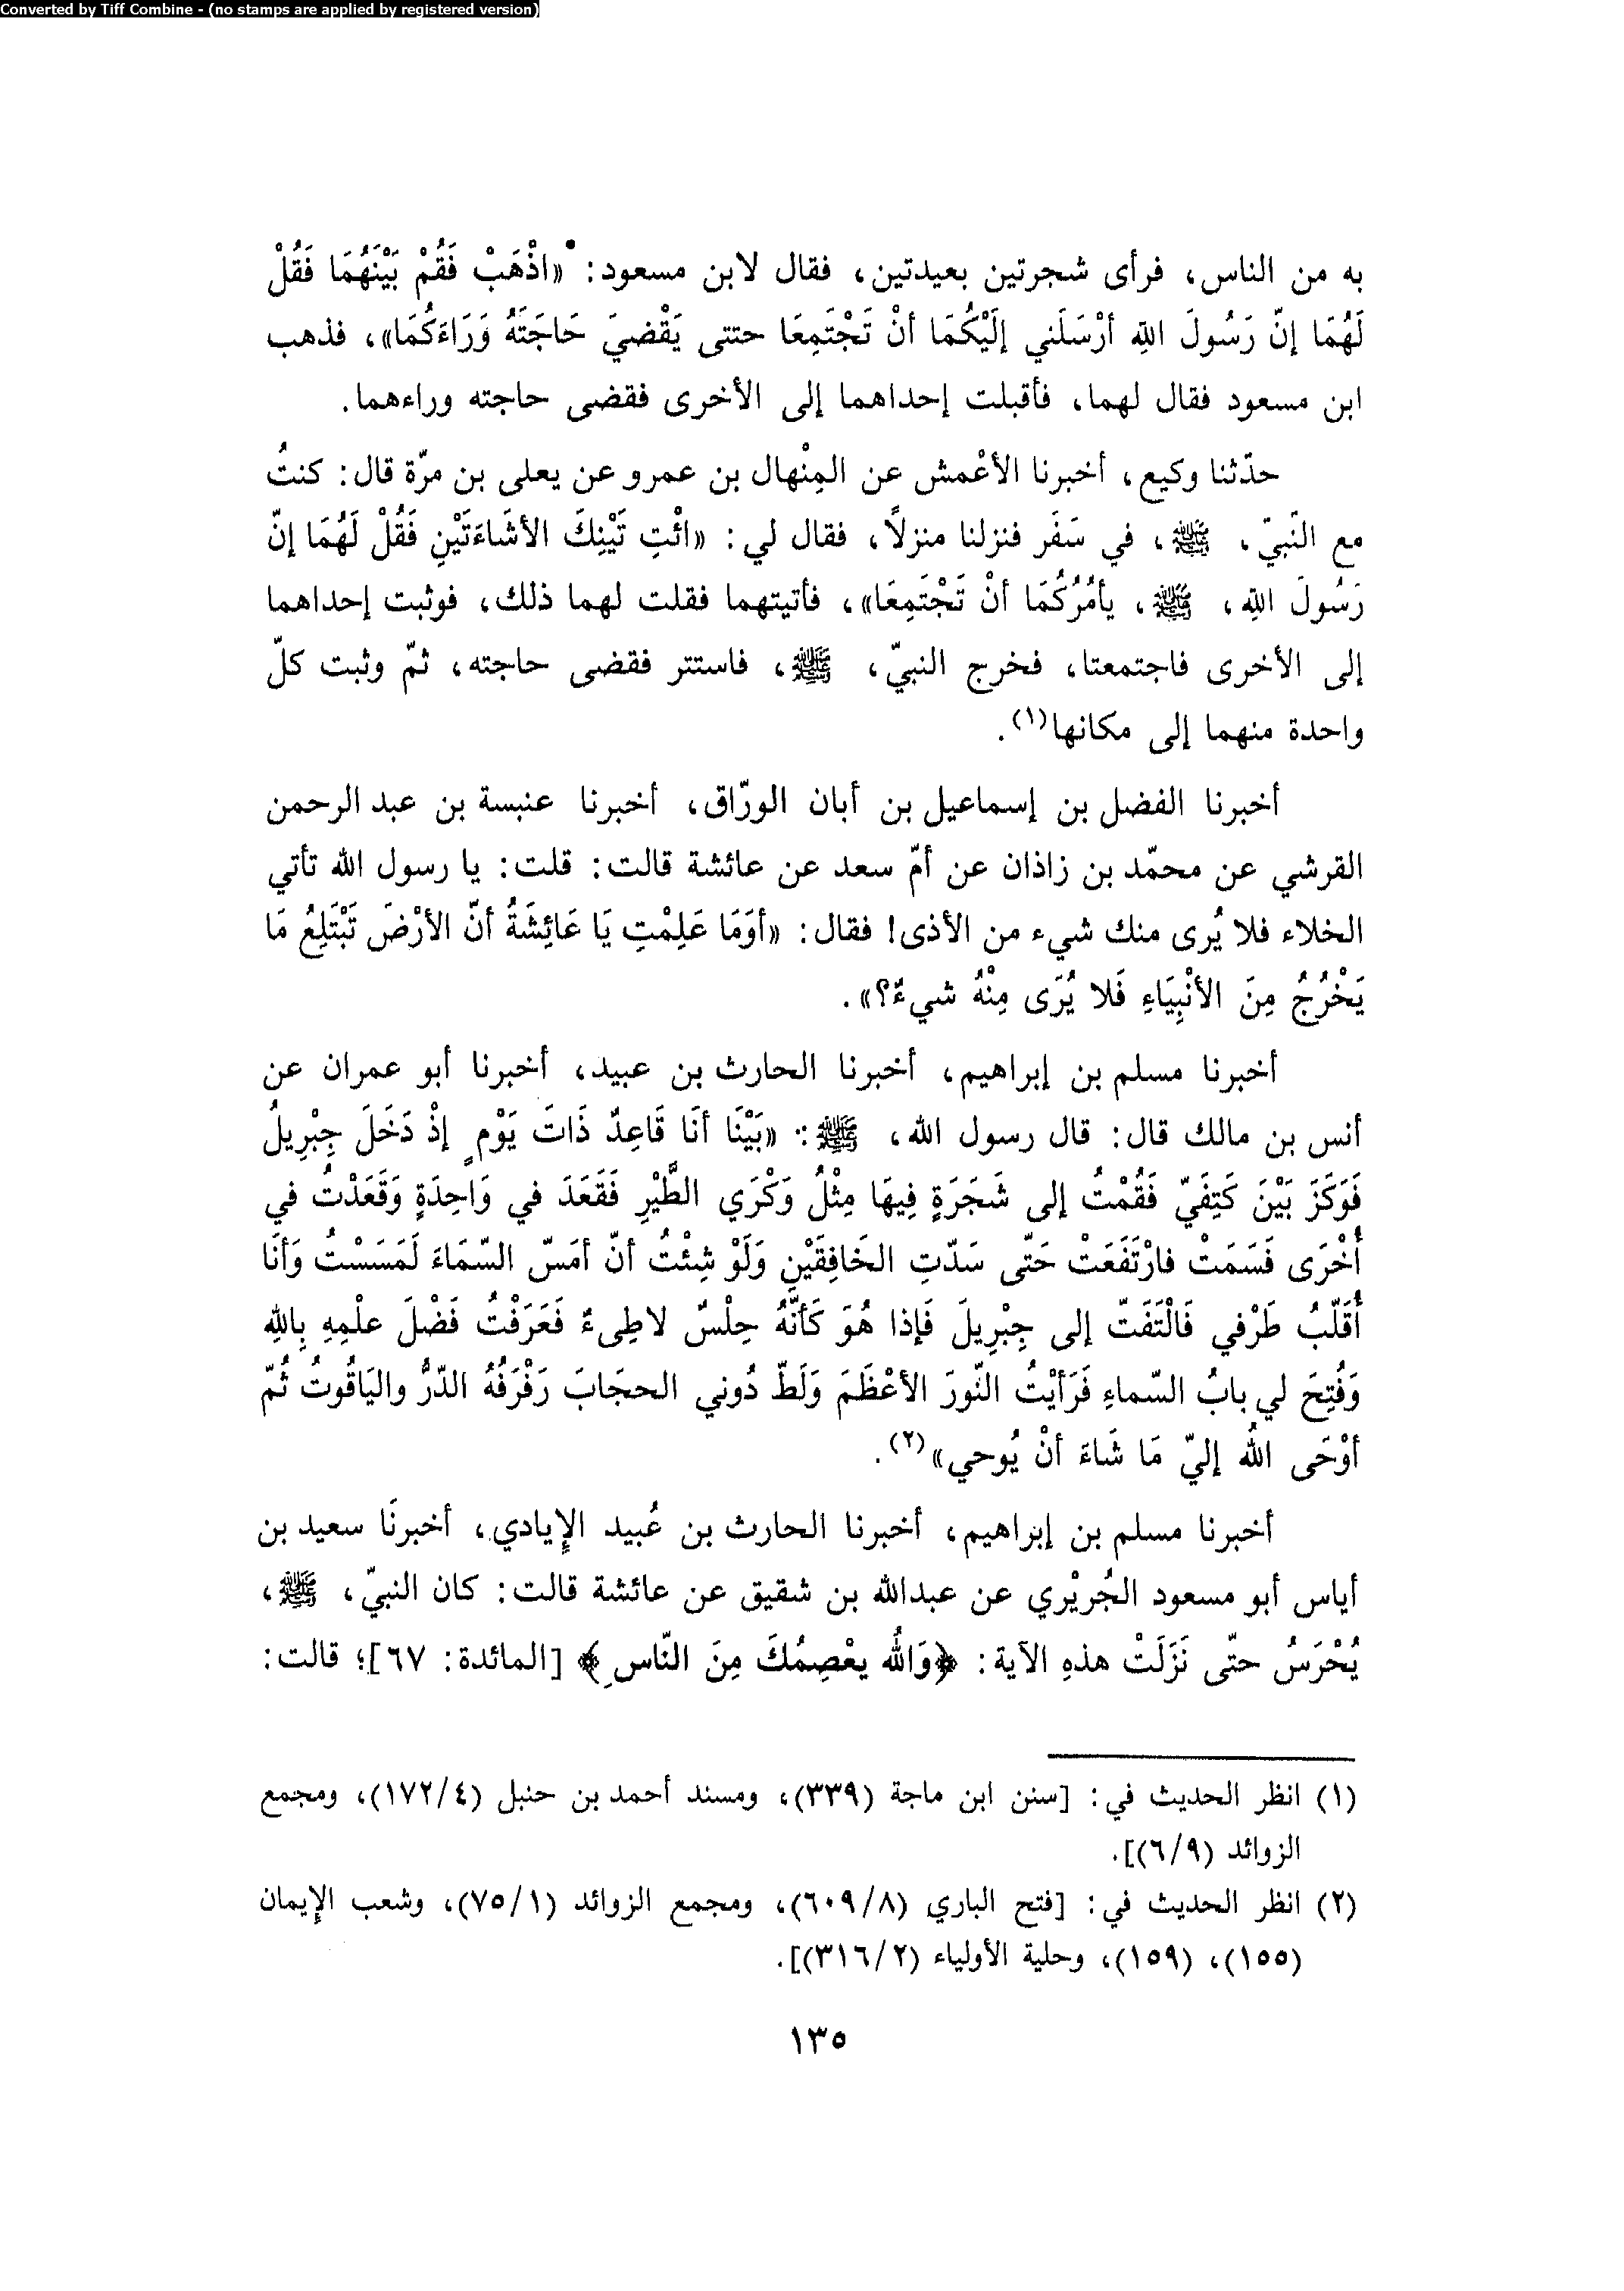 Converted by Tiff Combine - (no stamps are applied by registered version)
به من الناس، فرأى شجرتين بعيدتين، فقال لابن مسعود: «اذْهَبْ فَقُمْ بَيْنَهُمَا فَقُلْ
لَهُمَا إنّ رَسُولَ اللهِ أرْسَلَني إلَيْكُمَا أنْ تَجْتَمِعَا حتتى يَقْضيَ حَاجَتَهُ وَرَاءَكُمَا»، فذهب
ابن مسعود فقال لهما، فأقبلت إحداهما إلى الأخرى فقضى حاجته وراءهما.
حدّثنا وكيع، أخبرنا الأعْمش عن المِنْهال بن عمرو عن يعلى بن مرّة قال: كنتُ
مع النّبيّ، ﷺ، في سَفَر فنزلنا منزلاً، فقال لي: «ائْتِ تَيْنِكَ الأشَاءَتَيْنِ فَقُلْ لَهُمَا إنّ
رَسُولَ اللهِ، ﷺ، يأمُرُكُمَا أنْ تَجْتَمِعَا»، فأتيتهما فقلت لهما ذلك، فوثبت إحداهما
إلى الأخرى فاجتمعتا، فخرج النبيّ، ﷺ، فاستتر فقضى حاجته، ثمّ وثبت كلّ
واحدة منهما إلى مكانها(١).
أخبرنا الفضل بن إسماعيل بن أبان الورّاق، أخبرنا عنبسة بن عبد الرحمن
القرشي عن محمّد بن زاذان عن أمّ سعد عن عائشة قالت: قلت: يا رسول الله تأتي
الخلاء فلا يُرى منك شيء من الأذى! فقال: «أوَمَا عَلِمْتِ يَا عَائِشَةُ أنّ الأرْضَ تَبْتَلِعُ مَا
يَخْرُجُ مِنَ الأنْبِيَاءِ فَلا يُرَى مِنْهُ شيءٌ؟».
أخبرنا مسلم بن إبراهيم، أخبرنا الحارث بن عبيد، أخبرنا أبو عمران عن
أنس بن مالك قال: قال رسول الله، ﷺ: «بَيْنَا أنَا قَاعِدٌ ذَاتَ يَوْمٍ إذْ دَخَلَ جِبْرِيلُ
فَوَكَزَ بَيْنَ كَتِفَيّ فَقُمْتُ إلى شَجَرَةٍ فِيهَا مِثْلُ وَكْرَي الطَّيْرِ فَقَعَدَ في وَاحِدَةٍ وَقَعَدْتُ في
أُخْرَى فَسَمَتْ فارْتَفَعَتْ حَتّى سَدّتِ الخَافِقَيْنِ وَلَوْ شِئْتُ أنّ أمَسّ السّمَاءَ لَمَسَسْتُ وَأنَا
أُقَلّبُ طَرْفي فَالْتَفَتّ إلى جِبْرِيلَ فَإذا هُوَ كَأنّهُ حِلْسٌ لاطِىءٌ فَعَرَفْتُ فَضْلَ علْمِهِ بِاللهِ
وَفُتِحَ لي بابُ السّماءِ فَرَأيْتُ النّورَ الأعْظَمَ وَلَطّ دُوني الحجَابَ رَفْرَفُهُ الدّرُّ واليَاقُوتُ ثُمّ
أوْحَى اللهُ إليّ مَا شَاءَ أنْ يُوحي»(٢).
أخبرنا مسلم بن إبراهيم، أخبرنا الحارث بن عُبيد الإيادي، أخبرنَا سعيد بن
أياس أبو مسعود الجُريْري عن عبدالله بن شقيق عن عائشة قالت: كان النبيّ، ﷺ،
يُحْرَسُ حتّى نَزَلَتْ هذهِ الآية: ﴿وَاللهُ يعْصِمُكَ مِنَ النّاسِ﴾ [المائدة: ٦٧]؛ قالت:
(١) انظر الحديث في: [سنن ابن ماجة (٣٣٩)، ومسند أحمد بن حنبل (١٧٢/٤)، ومجمع
الزوائد (٦/٩)].
(٢) انظر الحديث في: [فتح الباري (٦٠٩/٨)، ومجمع الزوائد (٧٥/١)، وشعب الإيمان
(١٥٥)، (١٥٩)، وحلية الأولياء (٣١٦/٢)].
١٣٥